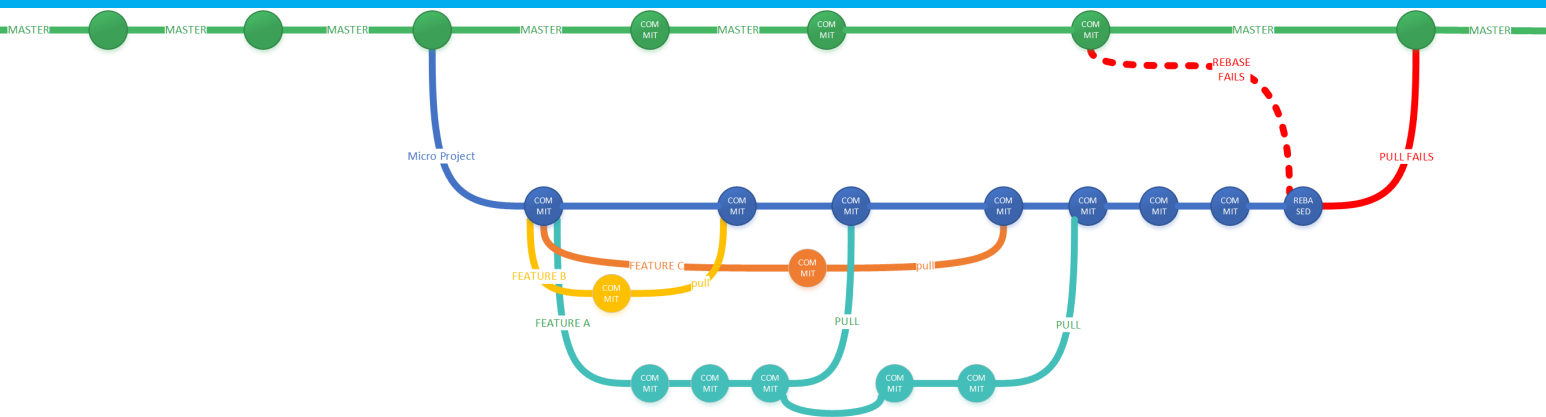 MASTER
MASTER
MASTER
MASTER
COM
MIT
MASTER
COM
MIT
COM
MIT
MASTER
MASTER
REBASE
FAILS
Micro Project
PULL FAILS
COM
MIT
COM
MIT
COM
MIT
COM
MIT
COM
MIT
COM
MIT
COM
MIT
REBA
SED
FEATURE B
COM
MIT
pull
FEATURE C
COM
MIT
pull
FEATURE A
PULL
PULL
COM
MIT
COM
MIT
COM
MIT
COM
MIT
COM
MIT